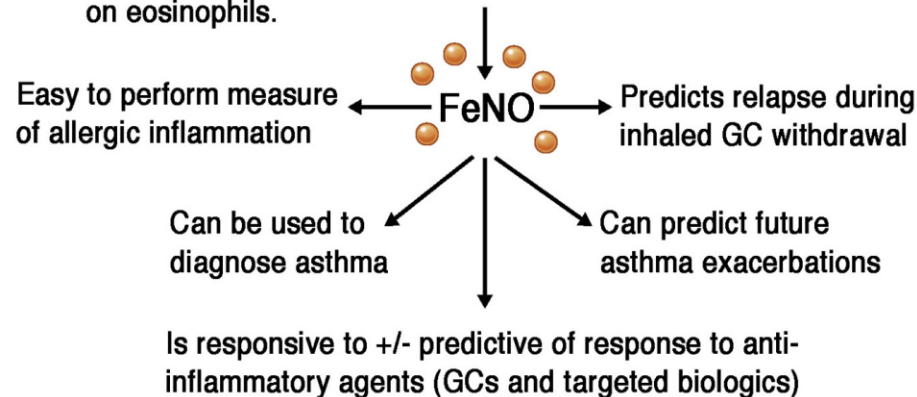 on eosinophils.
Easy to perform measure
of allergic inflammation
FeNO
Predicts relapse during
inhaled GC withdrawal
Can be used to
diagnose asthma
Can predict future
asthma exacerbations
Is responsive to +/- predictive of response to anti-
inflammatory agents (GCs and targeted biologics)